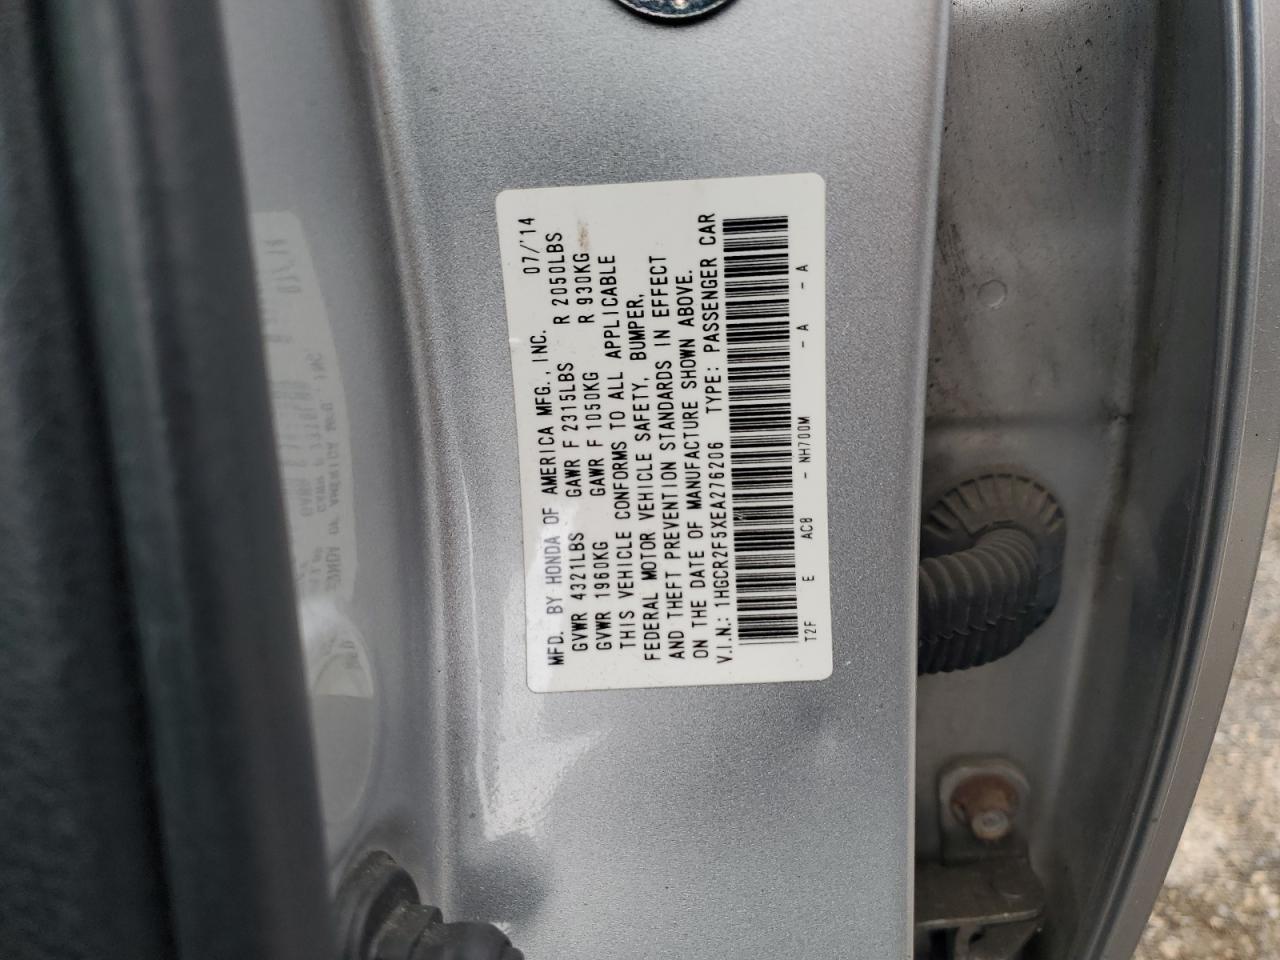 MFD. BY HONDA OF AMERICA MFG., INC. 07/'14
GVWR 4321LBS GAWR F 2315LBS R 2050LBS
GVWR 1960KG GAWR F 1050KG R 930KG
THIS VEHICLE CONFORMS TO ALL APPLICABLE
FEDERAL MOTOR VEHICLE SAFETY, BUMPER,
AND THEFT PREVENTION STANDARDS IN EFFECT
ON THE DATE OF MANUFACTURE SHOWN ABOVE.
V.I.N.: 1HGCR2F5XEA276206 TYPE: PASSENGER CAR
T2F E AC8 - NH700M - A - A